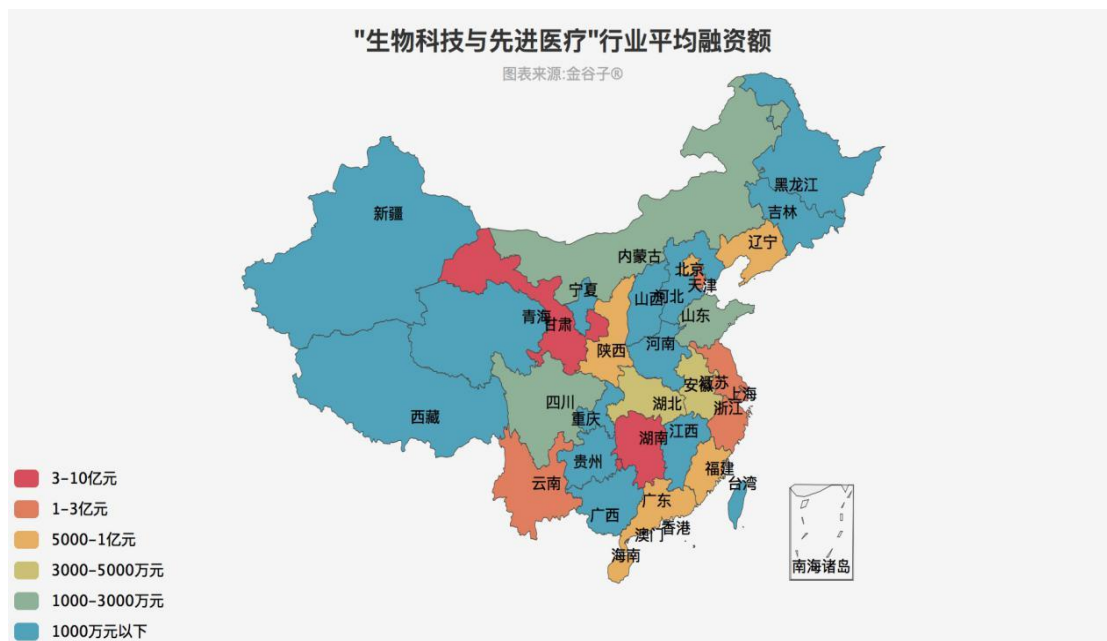 "生物科技与先进医疗"行业平均融资额
图表来源:金谷子®
黑龙江
吉林
新疆
辽宁
内蒙古
北京
天津
宁夏
山西
河北
山东
青海
甘肃
河南
陕西
安徽
江苏
上海
四川
湖北
浙江
西藏
重庆
湖南
江西
贵州
福建
云南
台湾
广东
广西
香港
澳门
海南
南海诸岛
3-10亿元
1-3亿元
5000-1亿元
3000-5000万元
1000-3000万元
1000万元以下